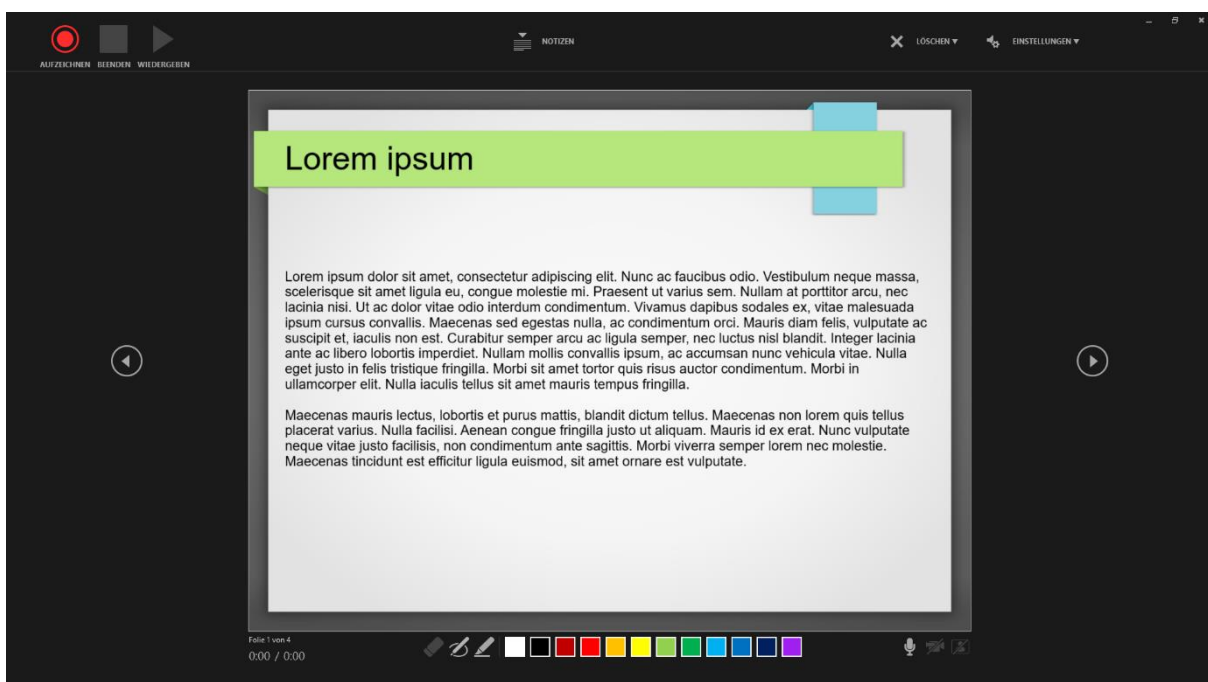 AUFZEICHNEN BEENDEN WIEDERGEBEN
NOTIZEN
LÖSCHEN
EINSTELLUNGEN
Lorem ipsum
Lorem ipsum dolor sit amet, consectetur adipiscing elit. Nunc ac faucibus odio. Vestibulum neque massa,
scelerisque sit amet ligula eu, congue molestie mi. Praesent ut varius sem. Nullam at porttitor arcu, nec
lacinia nisi. Ut ac dolor vitae odio interdum condimentum. Vivamus dapibus sodales ex, vitae malesuada
ipsum cursus convallis. Maecenas sed egestas nulla, ac condimentum orci. Mauris diam felis, vulputate ac
suscipit et, iaculis non est. Curabitur semper arcu ac ligula semper, nec luctus nisl blandit. Integer lacinia
ante ac libero lobortis imperdiet. Nullam mollis convallis ipsum, ac accumsan nunc vehicula vitae. Nulla
eget justo in felis tristique fringilla. Morbi sit amet tortor quis risus auctor condimentum. Morbi in
ullamcorper elit. Nulla iaculis tellus sit amet mauris tempus fringilla.
Maecenas mauris lectus, lobortis et purus mattis, blandit dictum tellus. Maecenas non lorem quis tellus
placerat varius. Nulla facilisi. Aenean congue fringilla justo ut aliquam. Mauris id ex erat. Nunc vulputate
neque vitae justo facilisis, non condimentum ante sagittis. Morbi viverra semper lorem nec molestie.
Maecenas tincidunt est efficitur ligula euismod, sit amet ornare est vulputate.
Folie 1 von 4
0:00 / 0:00